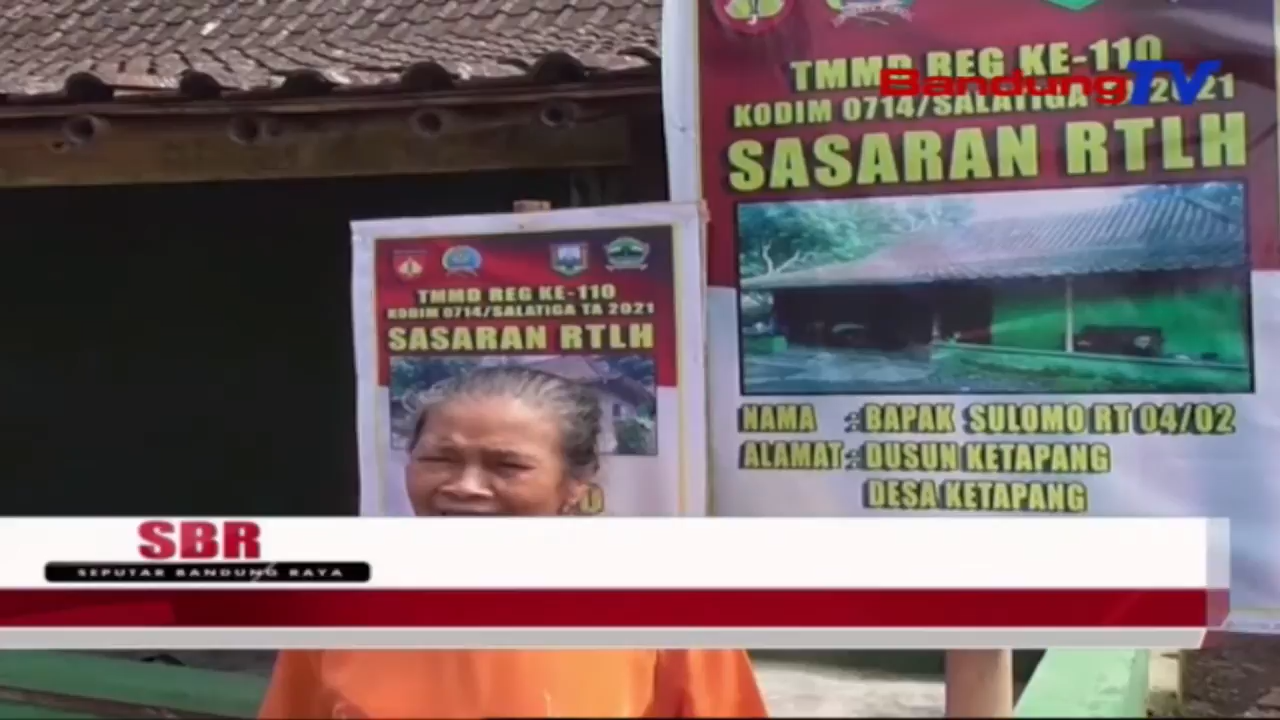 BandungTV
TMMD REG KE-110
KODIM 0714/SALATIGA TA 2021
SASARAN RTLH
NAMA : BAPAK SULOMO RT 04/02
ALAMAT : DUSUN KETAPANG
DESA KETAPANG
TMMD REG KE-110
KODIM 0714/SALATIGA TA 2021
SASARAN RTLH
SBR
SEPUTAR BANDUNG RAYA